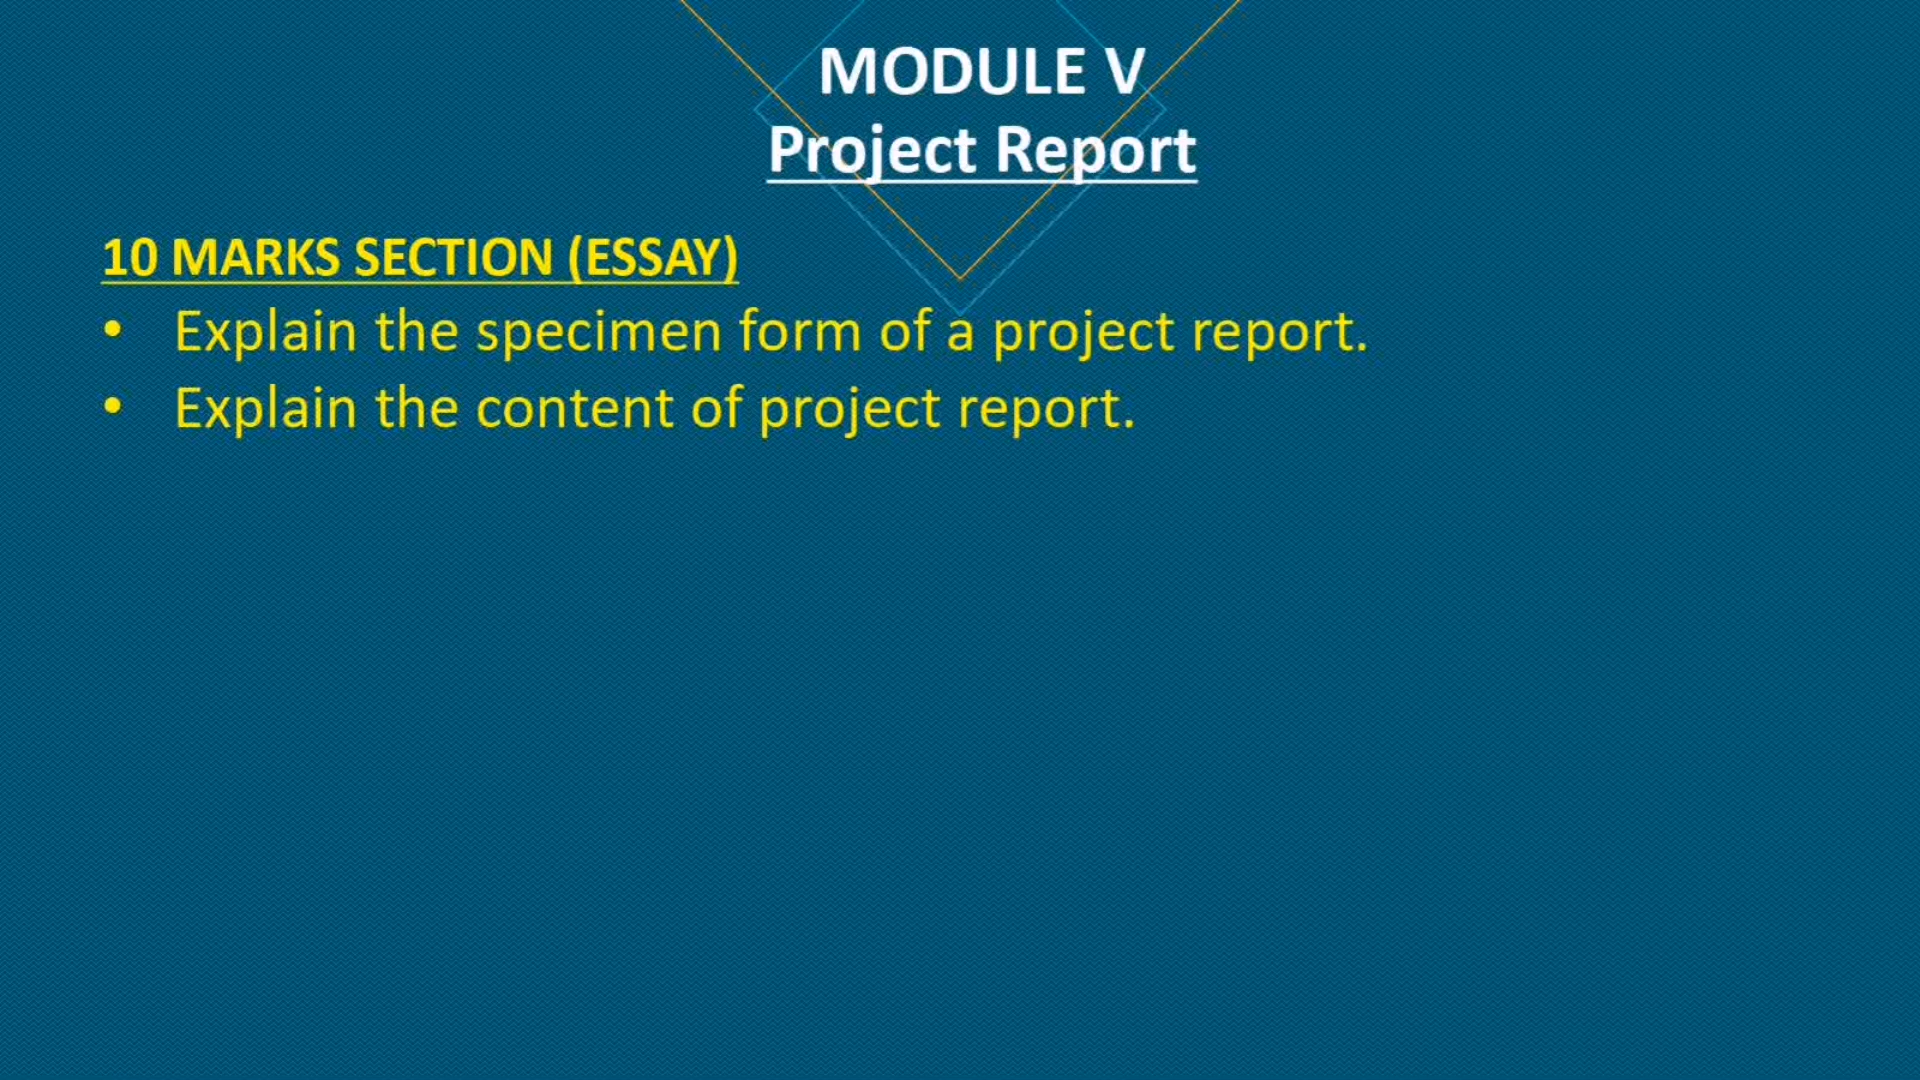 MODULE V
Project Report
10 MARKS SECTION (ESSAY)
• Explain the specimen form of a project report.
• Explain the content of project report.